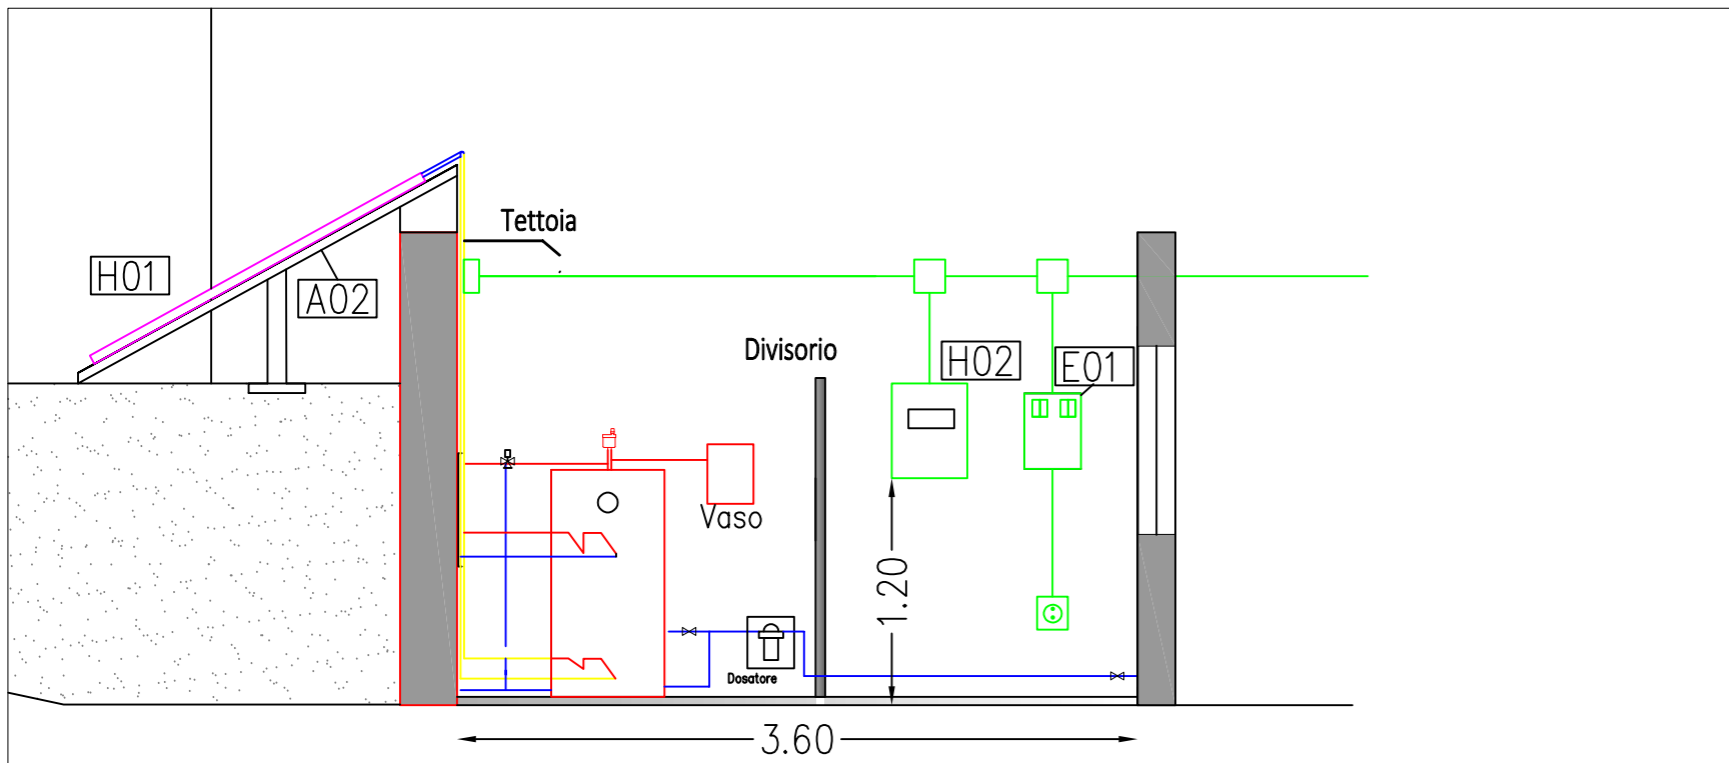 Tettoia
H01
A02
Divisorio
H02
E01
Vaso
1.20
Dosatore
3.60